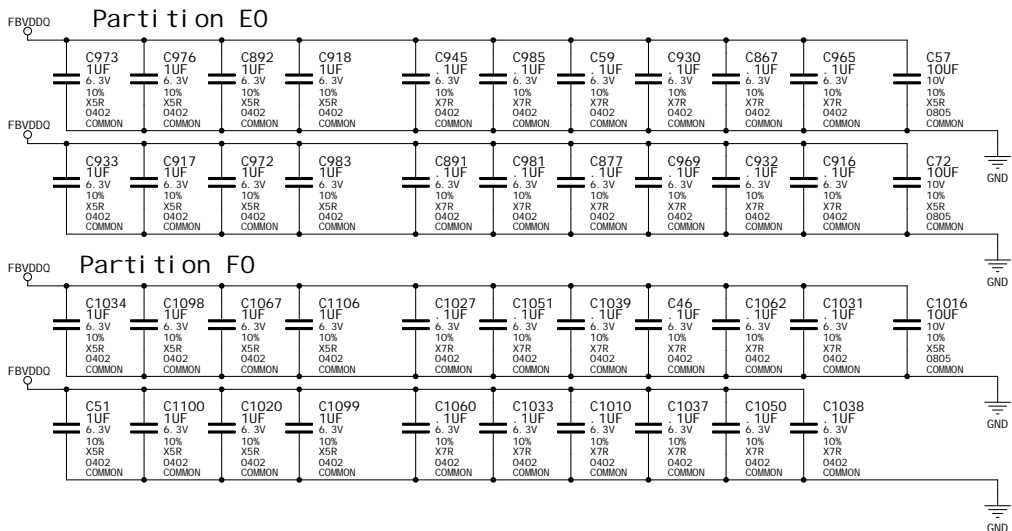 Partition E0
FBVDDQ
C973 C976 C892 C918 C945 C985 C59 C930 C867 C965 C57
1UF 1UF 1UF 1UF .1UF .1UF .1UF .1UF .1UF .1UF 10UF
6.3V 6.3V 6.3V 6.3V 6.3V 6.3V 6.3V 6.3V 6.3V 6.3V 10V
10% 10% 10% 10% 10% 10% 10% 10% 10% 10% 10%
X5R X5R X5R X5R X7R X7R X7R X7R X7R X7R X5R
0402 0402 0402 0402 0402 0402 0402 0402 0402 0402 0805
COMMON COMMON COMMON COMMON COMMON COMMON COMMON COMMON COMMON COMMON COMMON
FBVDDQ
GND
C933 C917 C972 C983 C891 C981 C877 C969 C932 C916 C72
1UF 1UF 1UF 1UF .1UF .1UF .1UF .1UF .1UF .1UF 10UF
6.3V 6.3V 6.3V 6.3V 6.3V 6.3V 6.3V 6.3V 6.3V 6.3V 10V
10% 10% 10% 10% 10% 10% 10% 10% 10% 10% 10%
X5R X5R X5R X5R X7R X7R X7R X7R X7R X7R X5R
0402 0402 0402 0402 0402 0402 0402 0402 0402 0402 0805
COMMON COMMON COMMON COMMON COMMON COMMON COMMON COMMON COMMON COMMON COMMON
GND
Partition F0
FBVDDQ
C1034 C1098 C1067 C1106 C1027 C1051 C1039 C46 C1062 C1031 C1016
1UF 1UF 1UF 1UF .1UF .1UF .1UF .1UF .1UF .1UF 10UF
6.3V 6.3V 6.3V 6.3V 6.3V 6.3V 6.3V 6.3V 6.3V 6.3V 10V
10% 10% 10% 10% 10% 10% 10% 10% 10% 10% 10%
X5R X5R X5R X5R X7R X7R X7R X7R X7R X7R X5R
0402 0402 0402 0402 0402 0402 0402 0402 0402 0402 0805
COMMON COMMON COMMON COMMON COMMON COMMON COMMON COMMON COMMON COMMON COMMON
FBVDDQ
GND
C51 C1100 C1020 C1099 C1060 C1033 C1010 C1037 C1050 C1038
1UF 1UF 1UF 1UF .1UF .1UF .1UF .1UF .1UF .1UF
6.3V 6.3V 6.3V 6.3V 6.3V 6.3V 6.3V 6.3V 6.3V 6.3V
10% 10% 10% 10% 10% 10% 10% 10% 10% 10%
X5R X5R X5R X5R X7R X7R X7R X7R X7R X7R
0402 0402 0402 0402 0402 0402 0402 0402 0402 0402
COMMON COMMON COMMON COMMON COMMON COMMON COMMON COMMON COMMON COMMON
GND